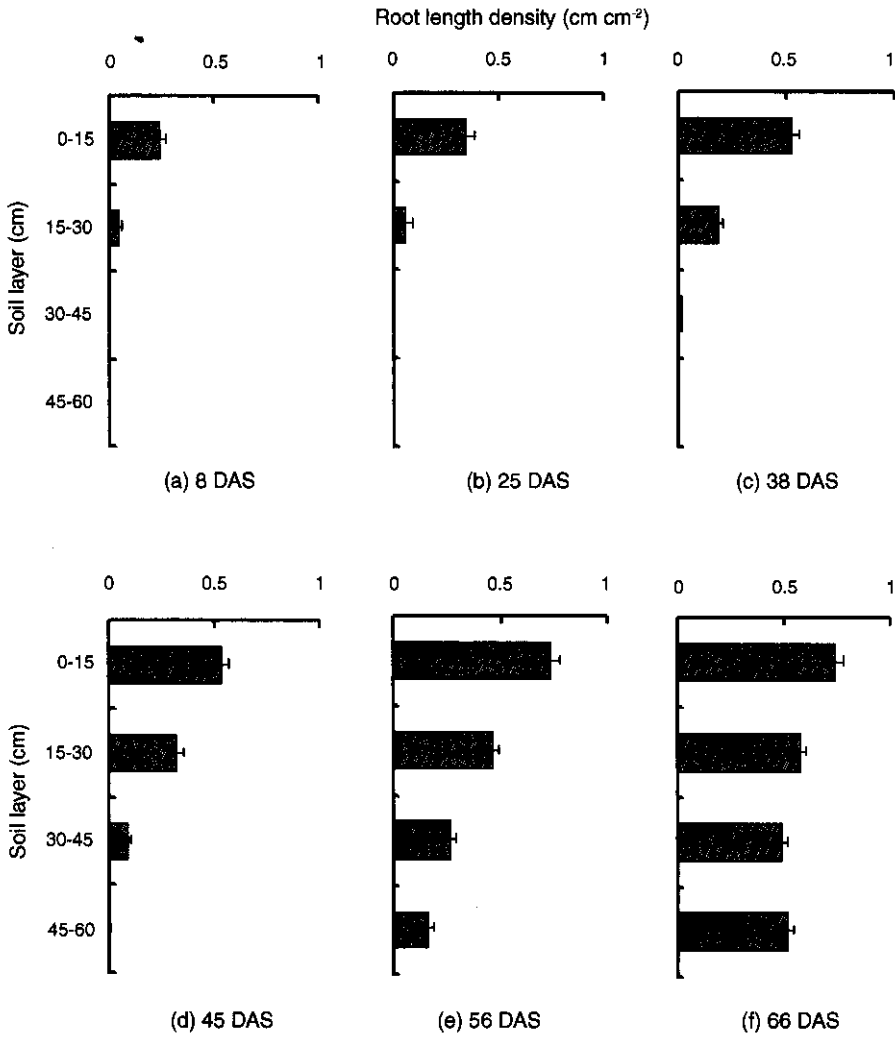 Root length density (cm cm⁻²)
0 0.5 1
0 0.5 1
0 0.5 1
Soil layer (cm)
0-15
15-30
30-45
45-60
(a) 8 DAS
(b) 25 DAS
(c) 38 DAS
0 0.5 1
0 0.5 1
0 0.5 1
Soil layer (cm)
0-15
15-30
30-45
45-60
(d) 45 DAS
(e) 56 DAS
(f) 66 DAS